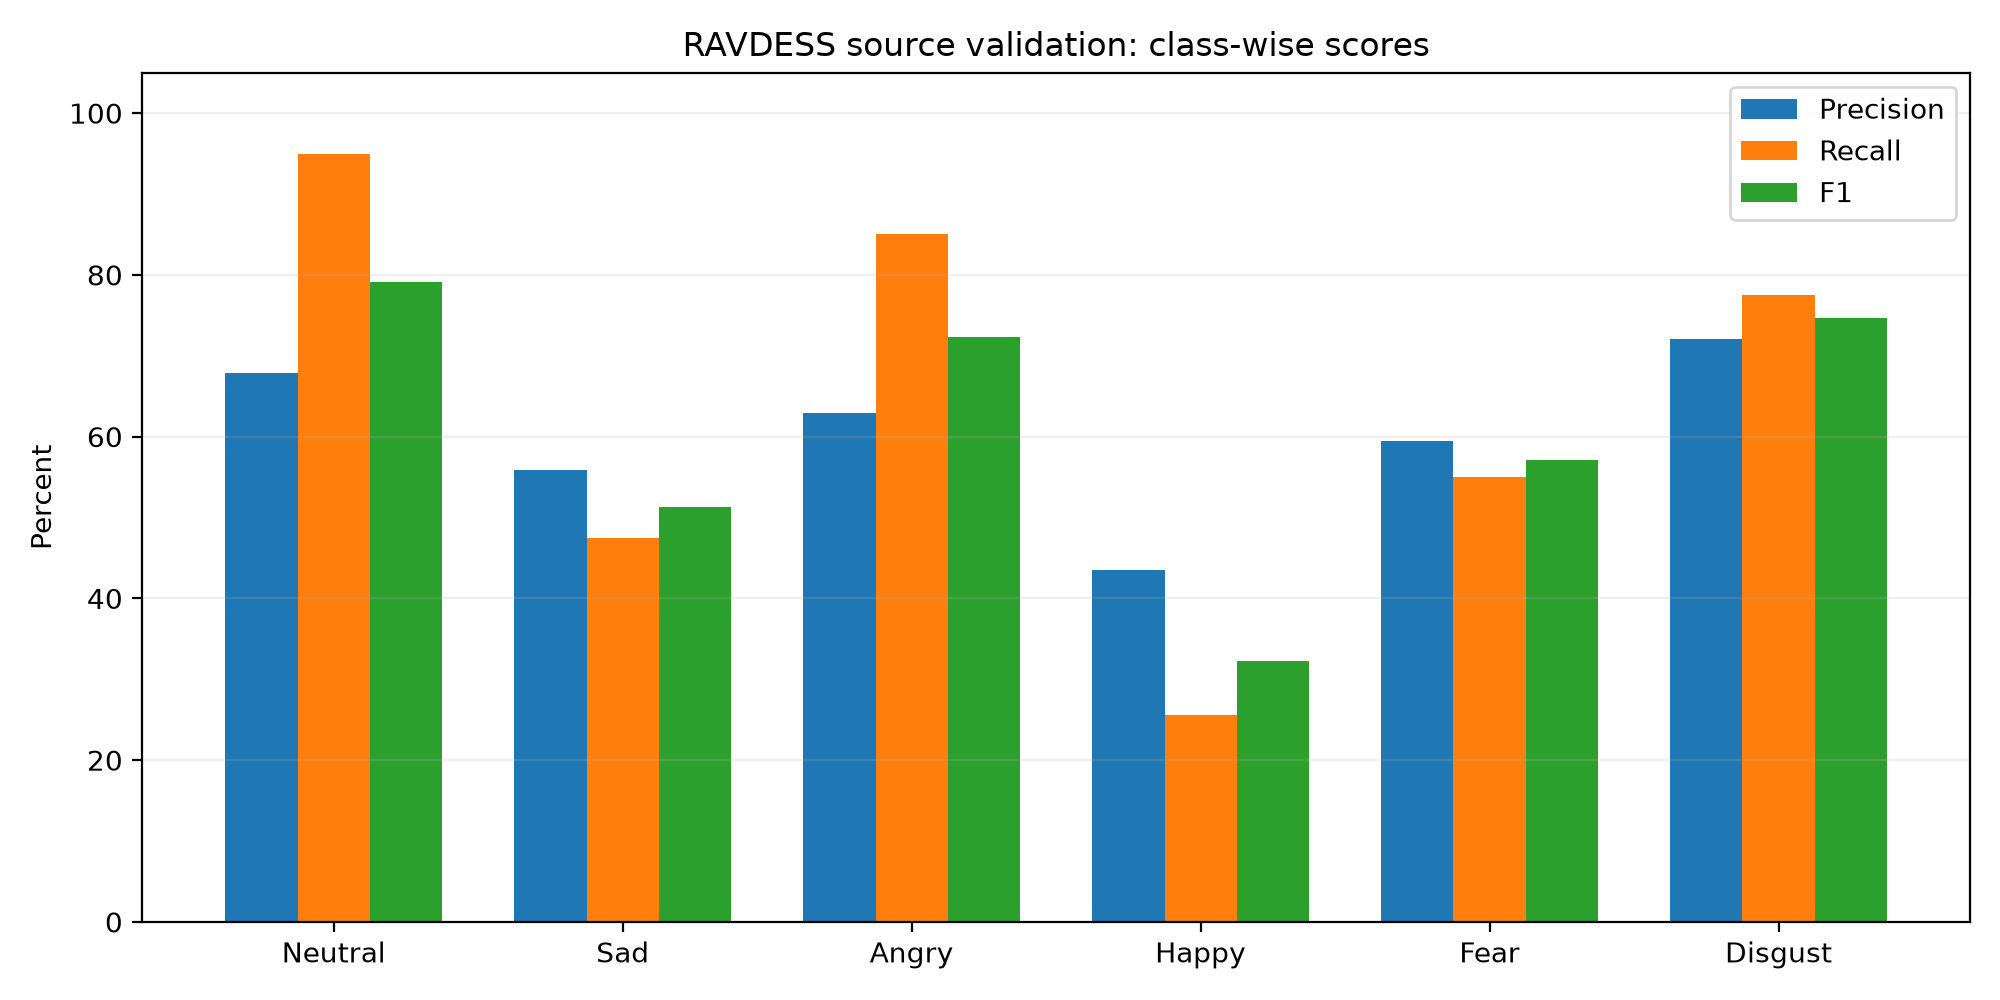 RAVDESS source validation: class-wise scores
Precision
Recall
F1
Percent
100
80
60
40
20
0
Neutral Sad Angry Happy Fear Disgust